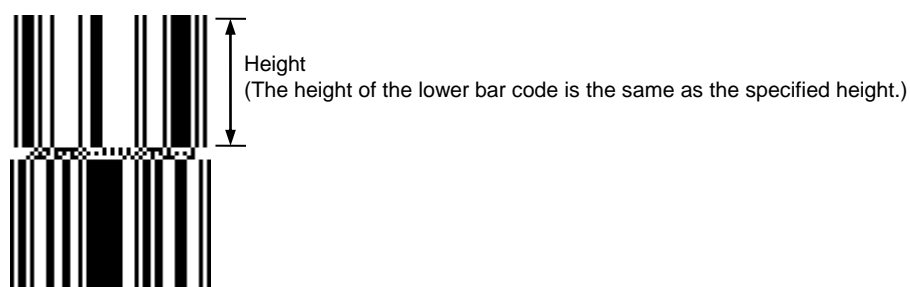 Height
(The height of the lower bar code is the same as the specified height.)